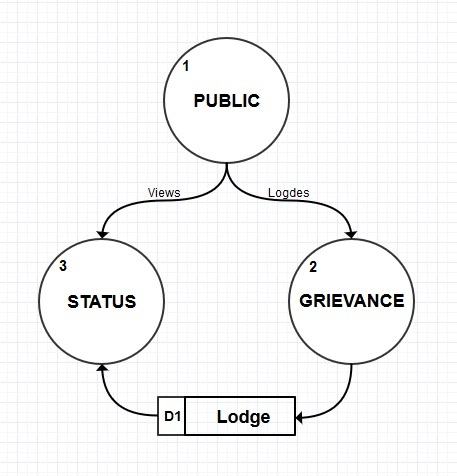 1
PUBLIC
Views
Logdes
3
STATUS
2
GRIEVANCE
D1
Lodge